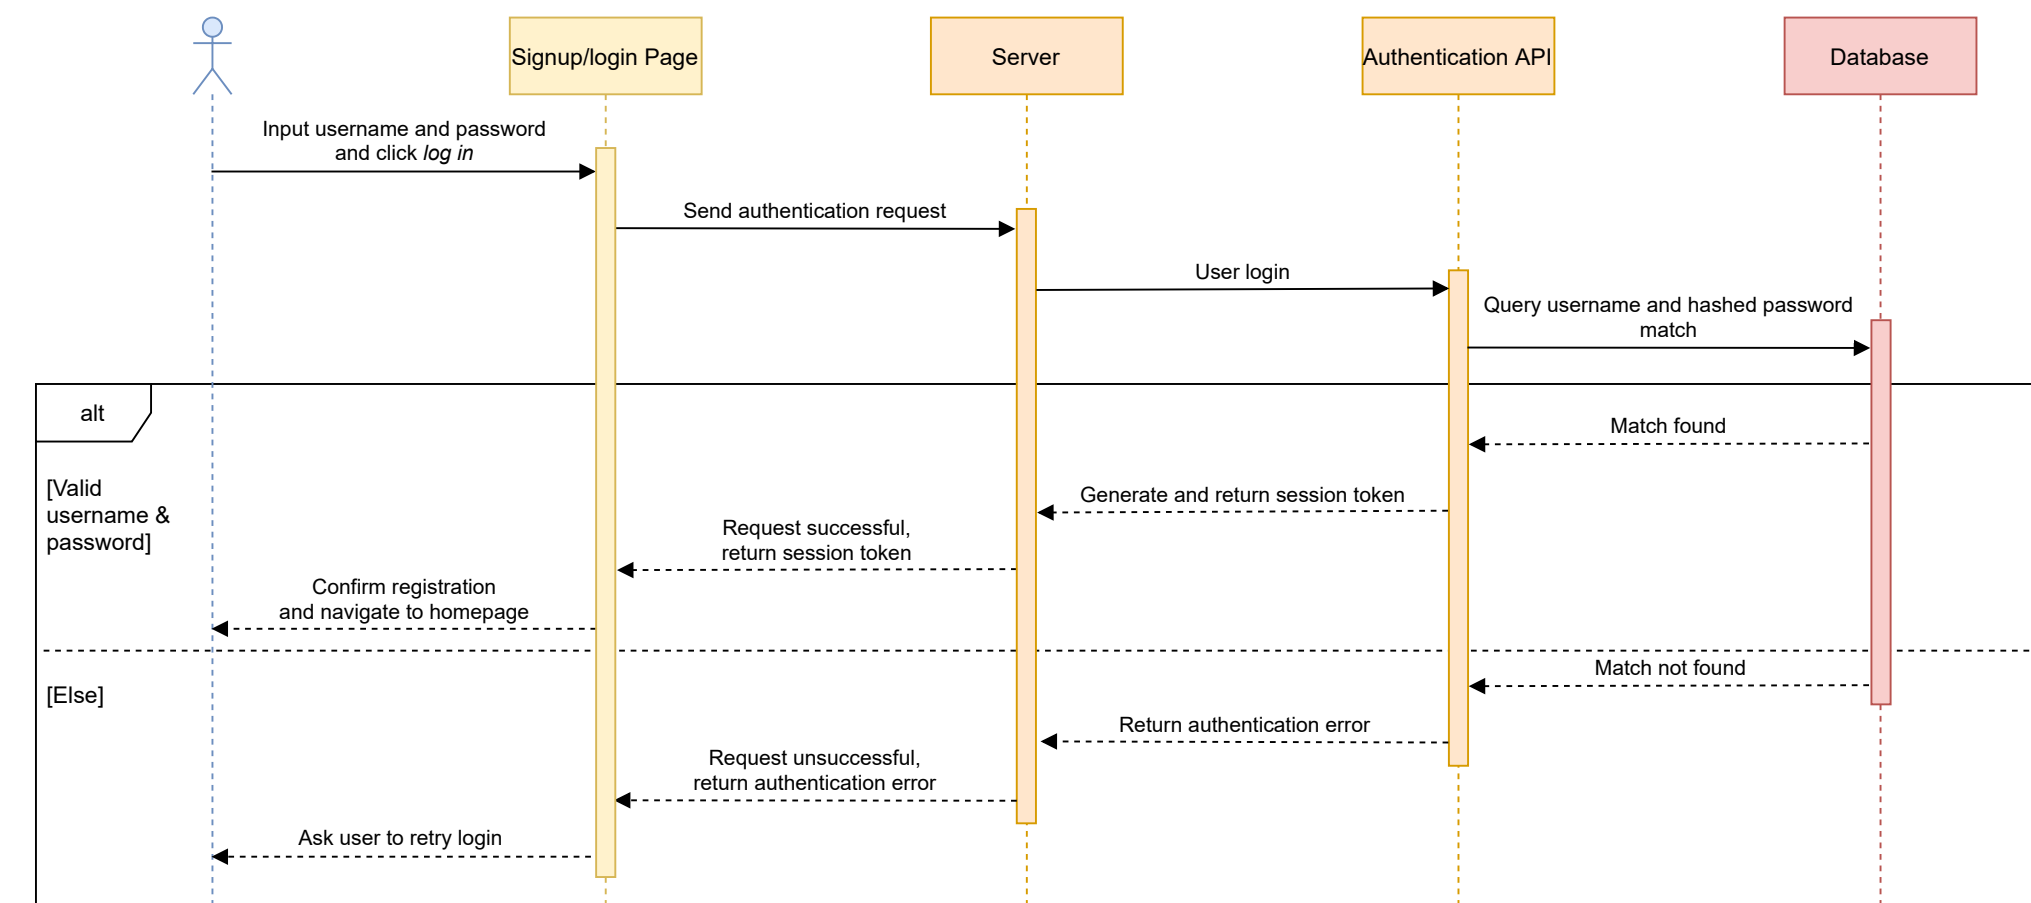 Signup/login Page
Server
Authentication API
Database
Input username and password
and click log in
Send authentication request
User login
Query username and hashed password
match
alt
Match found
[Valid
username &
password]
Generate and return session token
Request successful,
return session token
Confirm registration
and navigate to homepage
Match not found
[Else]
Return authentication error
Request unsuccessful,
return authentication error
Ask user to retry login